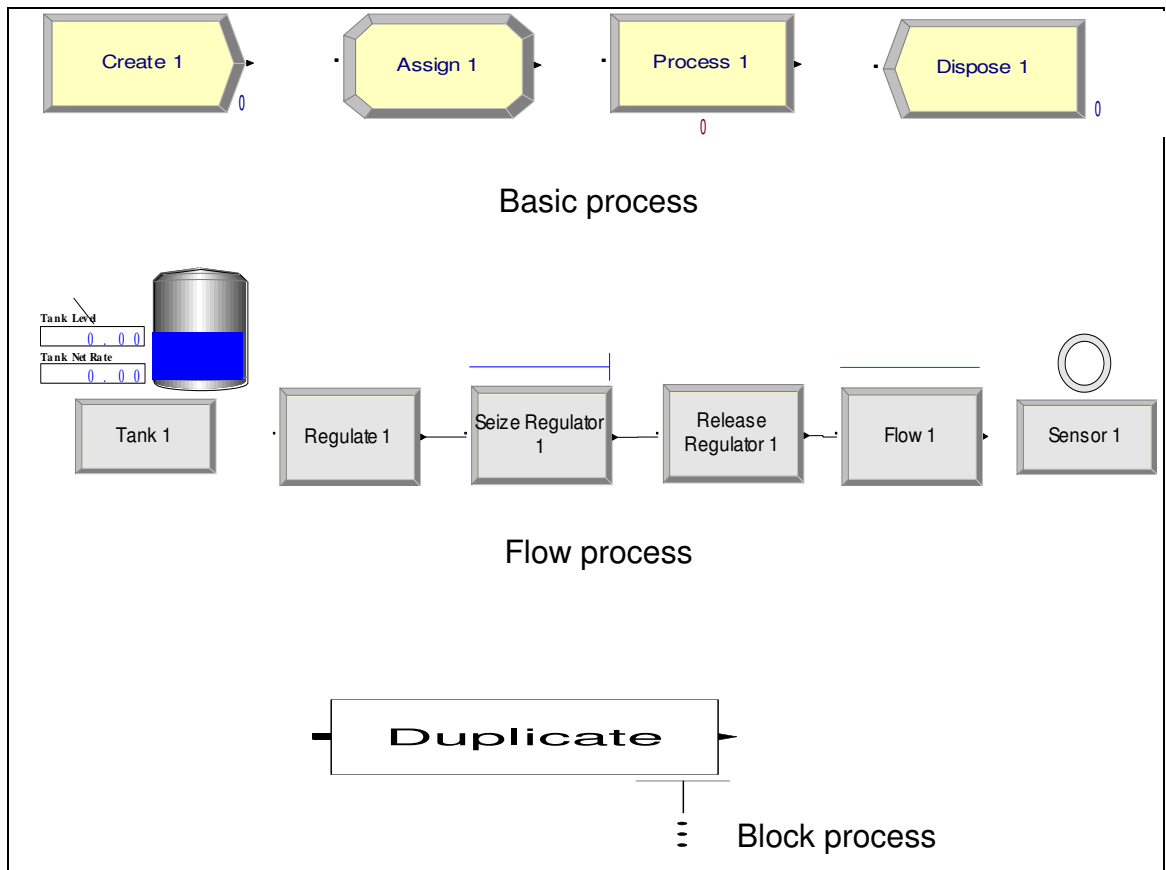 Create 1
Assign 1
Process 1
Dispose 1
0
0
0
Basic process
Tank Level
0.00
Tank Net Rate
0.00
Tank 1
Regulate 1
Seize Regulator
1
Release
Regulator 1
Flow 1
Sensor 1
Flow process
Duplicate
Block process